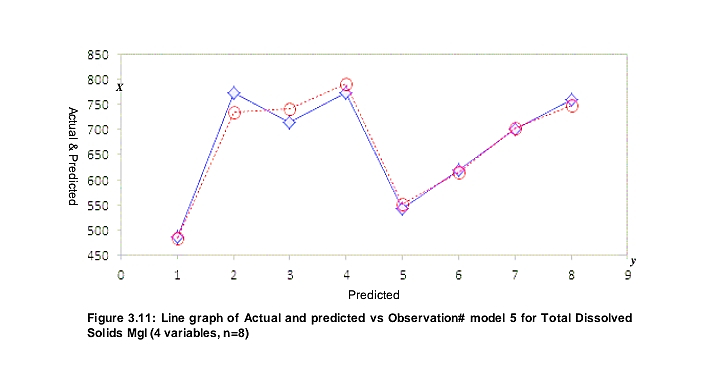 850
800
x
750
700
650
600
550
500
450
Actual & Predicted
0 1 2 3 4 5 6 7 8 9
y
Predicted
Figure 3.11: Line graph of Actual and predicted vs Observation# model 5 for Total Dissolved
Solids Mgl (4 variables, n=8)